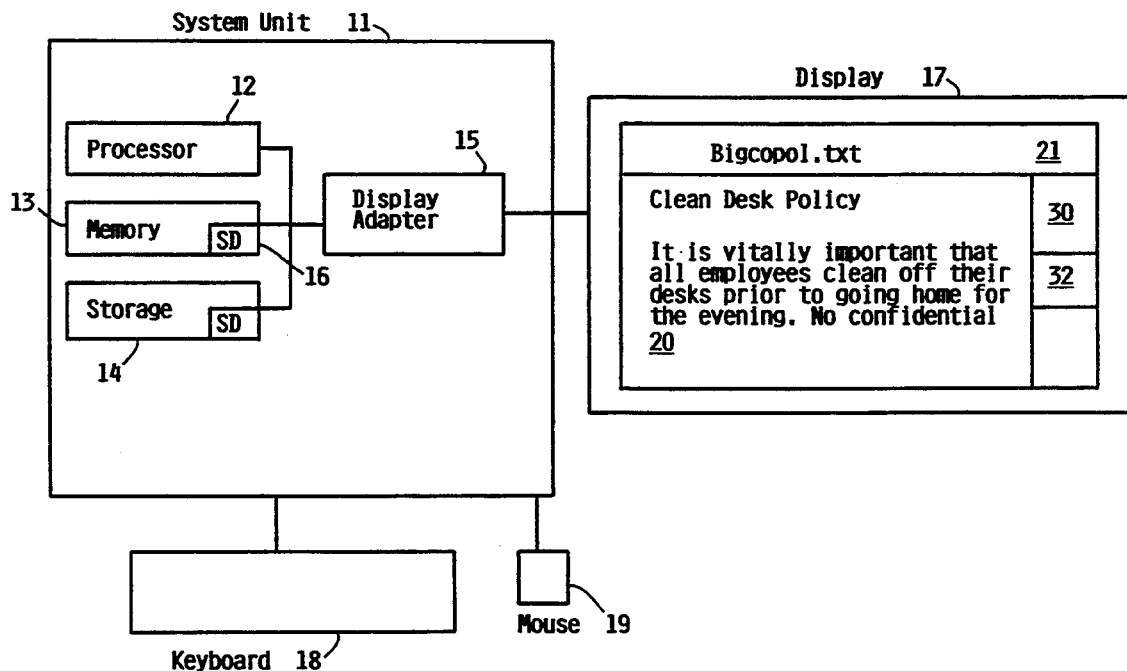 System Unit 11
12
Processor
13
Memory
SD
16
Storage
SD
14
15
Display
Adapter
Display 17
Bigcopol.txt 21
Clean Desk Policy
30
It is vitally important that
all employees clean off their
desks prior to going home for
the evening. No confidential
32
20
Keyboard 18
Mouse 19